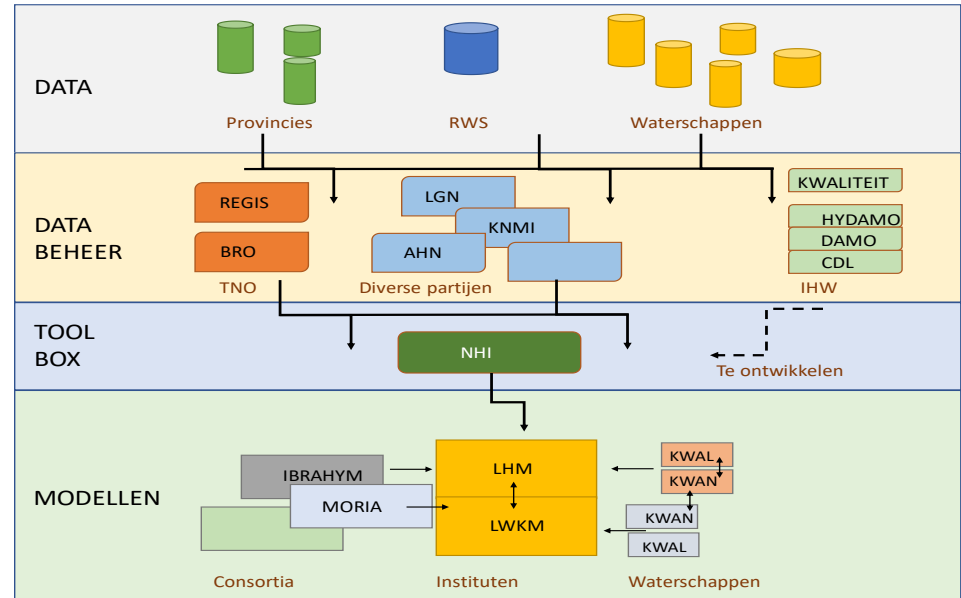 DATA
Provincies
RWS
Waterschappen
DATA
BEHEER
REGIS
BRO
TNO
LGN
KNMI
AHN
Diverse partijen
KWALITEIT
HYDAMO
DAMO
CDL
IHW
TOOL
BOX
NHI
Te ontwikkelen
MODELLEN
IBRAHYM
MORIA
Consortia
LHM
LWKM
Instituten
KWAL
KWAN
KWAN
KWAL
Waterschappen